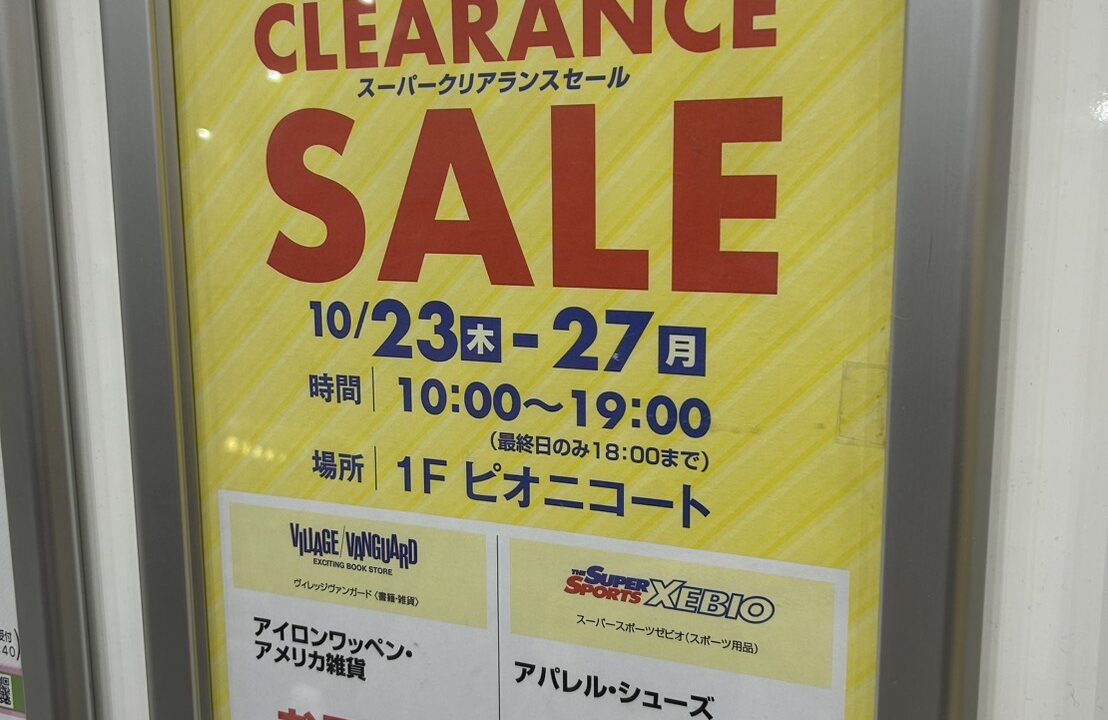 CLEARANCE
スーパークリアランスセール
SALE
10/23木-27月
時間 10:00〜19:00
(最終日のみ18:00まで)
場所 1F ピオニコート
VILLAGE/VANGUARD
EXCITING BOOK STORE
ヴィレッジヴァンガード〈書籍・雑貨〉
アイロンワッペン・
アメリカ雑貨
THE SUPER SPORTS XEBIO
スーパースポーツゼビオ(スポーツ用品)
アパレル・シューズ
受付
40)